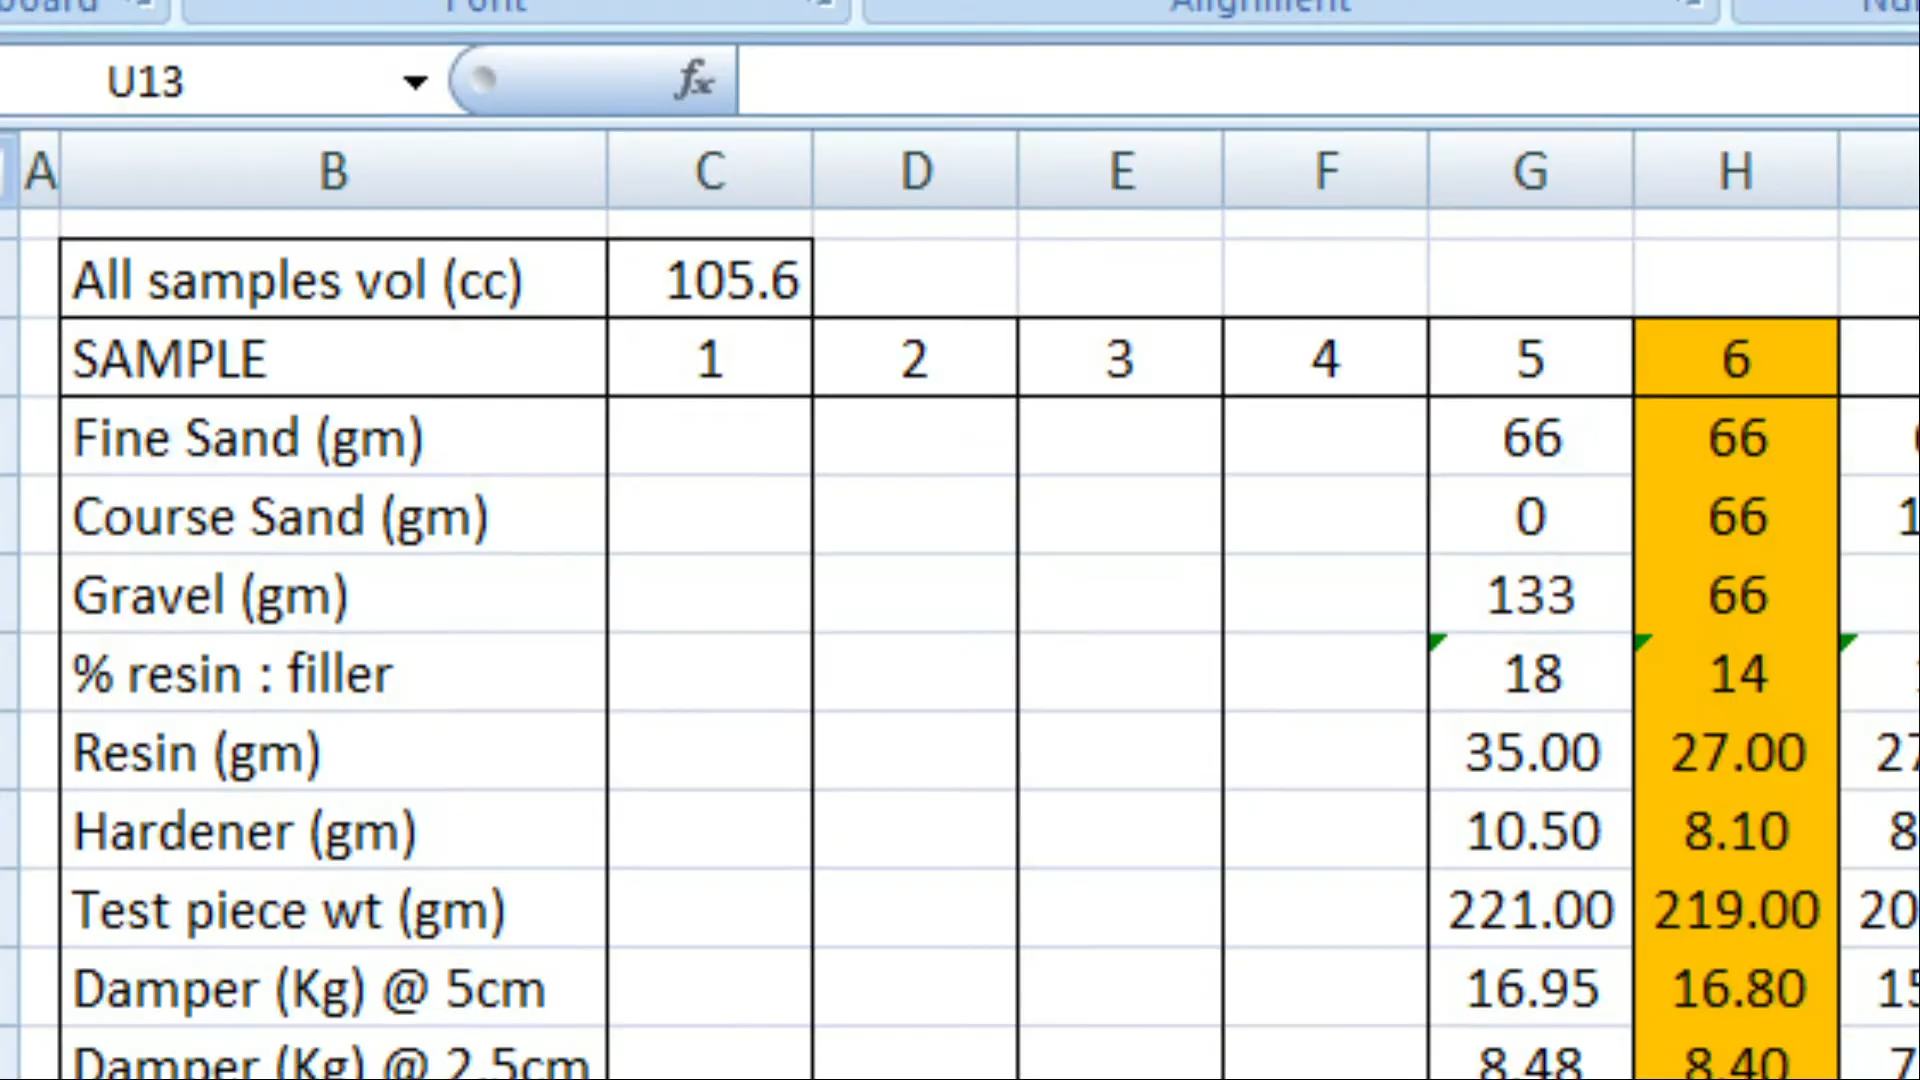 Font Alignment
U13 fx
A B C D E F G H
All samples vol (cc) 105.6
SAMPLE 1 2 3 4 5 6
Fine Sand (gm) 66 66
Course Sand (gm) 0 66
Gravel (gm) 133 66
% resin : filler 18 14
Resin (gm) 35.00 27.00
Hardener (gm) 10.50 8.10
Test piece wt (gm) 221.00 219.00
Damper (Kg) @ 5cm 16.95 16.80
Damper (Kg) @ 2.5cm 8.48 8.40